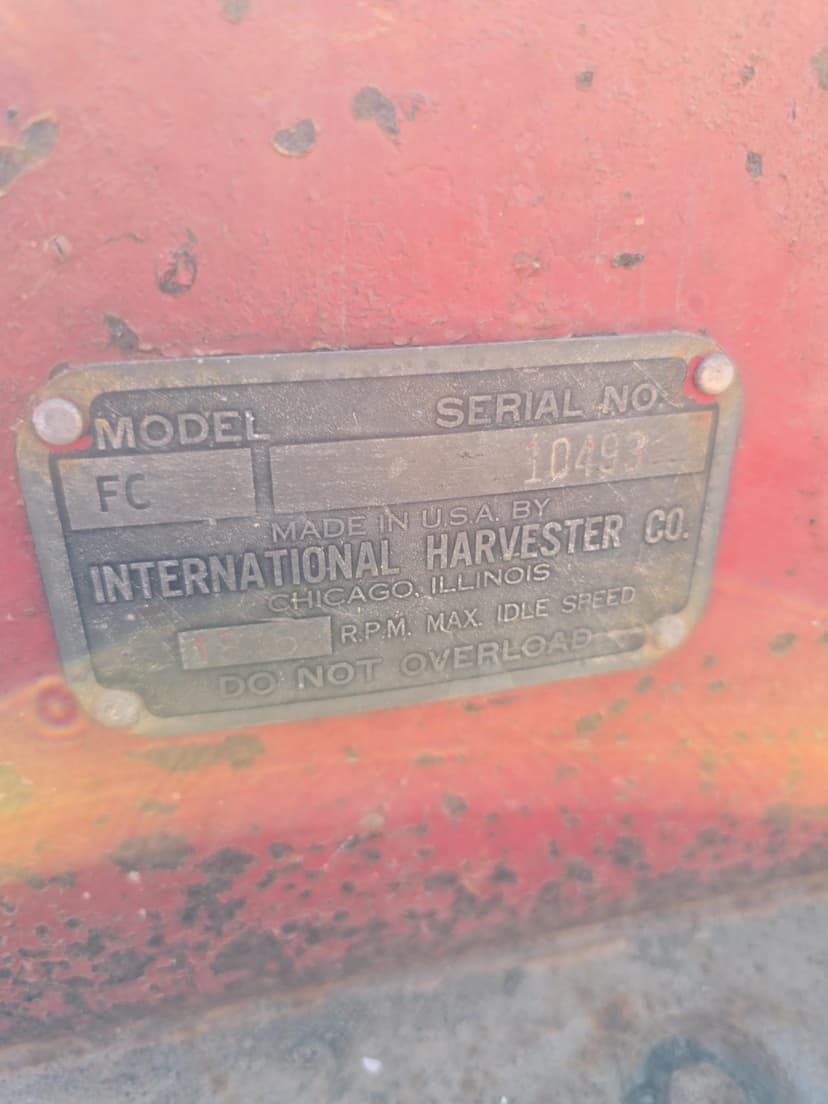 MODEL SERIAL NO.
FC 10493
MADE IN U.S.A. BY
INTERNATIONAL HARVESTER CO.
CHICAGO, ILLINOIS
R.P.M. MAX. IDLE SPEED
DO NOT OVERLOAD